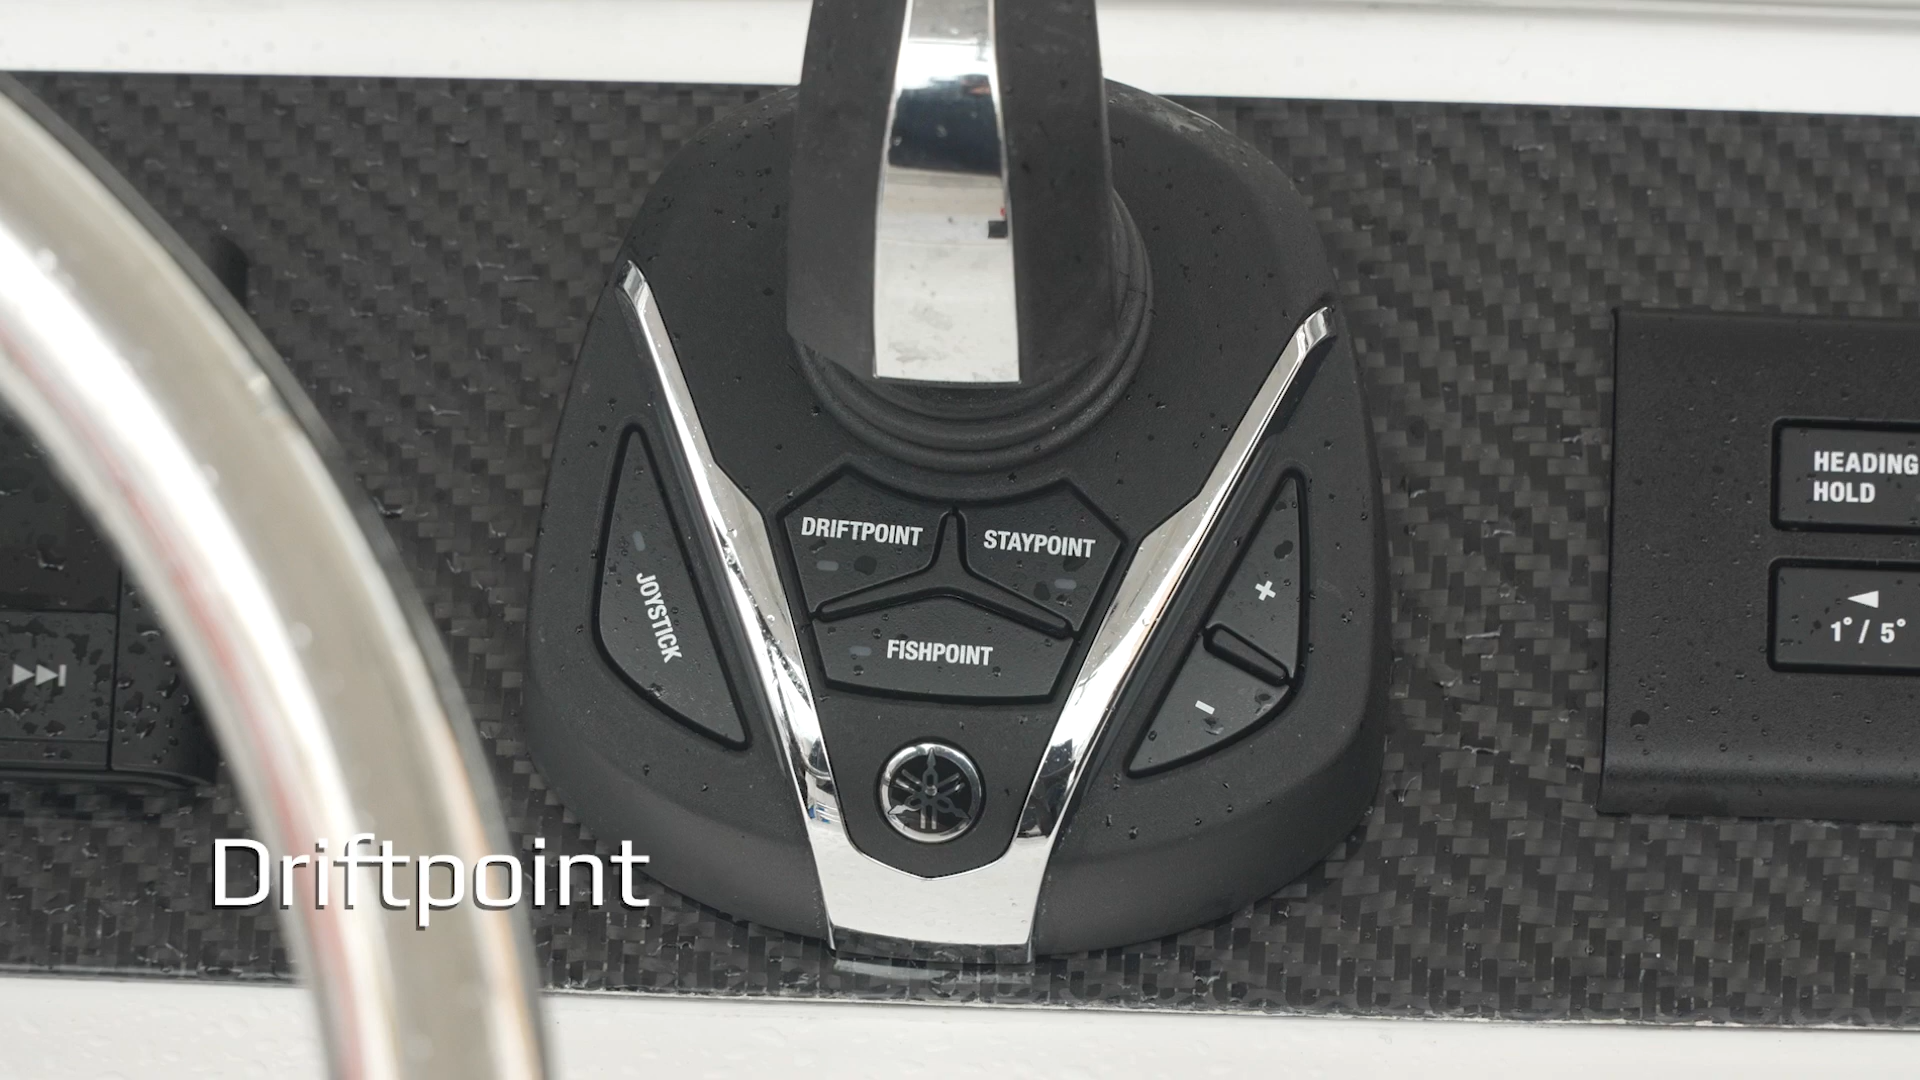 DRIFTPOINT
STAYPOINT
JOYSTICK
FISHPOINT
+
-
HEADING
HOLD
1°/ 5°
Driftpoint